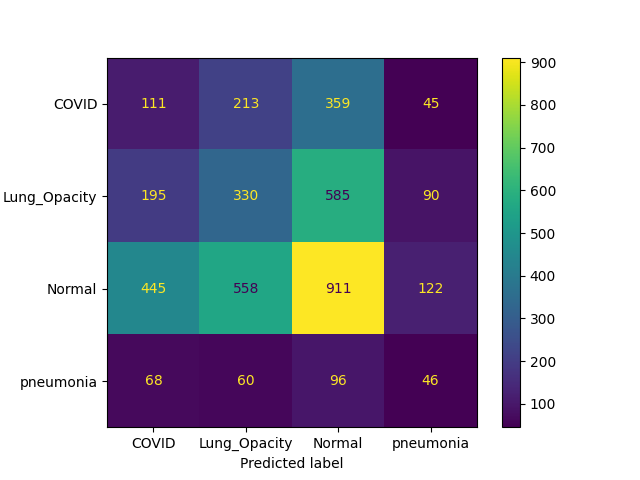 COVID 111 213 359 45
Lung_Opacity 195 330 585 90
Normal 445 558 911 122
pneumonia 68 60 96 46
COVID Lung_Opacity Normal pneumonia
Predicted label
900
800
700
600
500
400
300
200
100